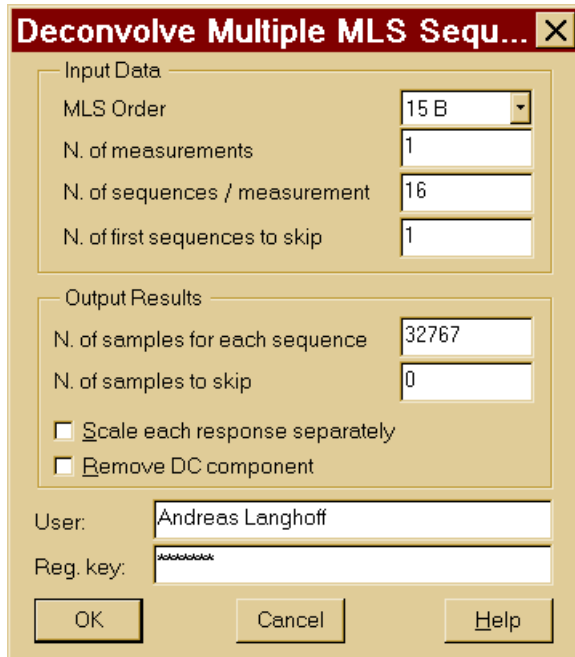 Deconvolve Multiple MLS Sequ...
Input Data
MLS Order 15 B
N. of measurements 1
N. of sequences / measurement 16
N. of first sequences to skip 1
Output Results
N. of samples for each sequence 32767
N. of samples to skip 0
Scale each response separately
Remove DC component
User: Andreas Langhoff
Reg. key: ********
OK Cancel Help